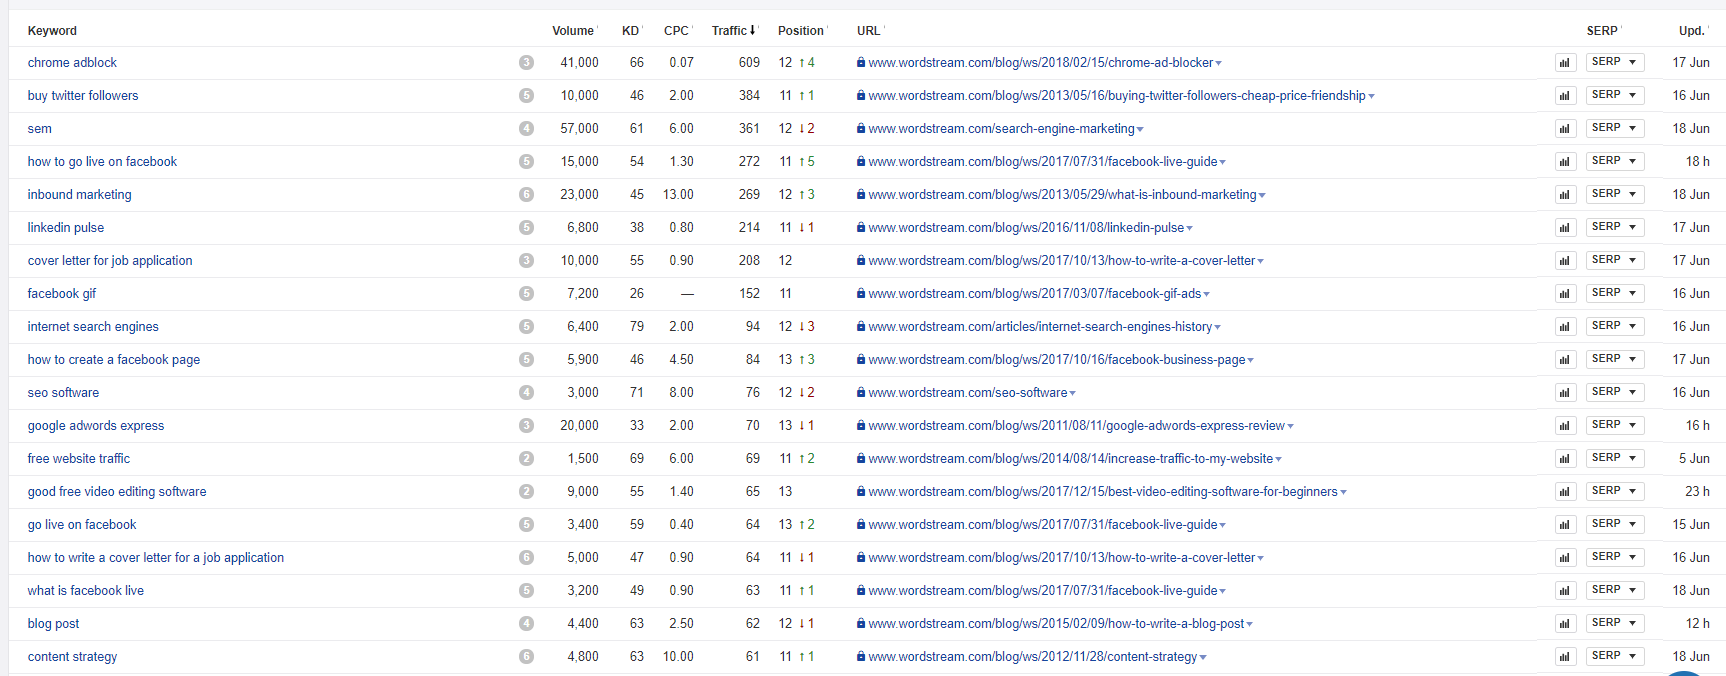 Keyword Volume KD CPC Traffic Position URL SERP Upd.
chrome adblock 3 41,000 66 0.07 609 12 ↑4 www.wordstream.com/blog/ws/2018/02/15/chrome-ad-blocker SERP 17 Jun
buy twitter followers 5 10,000 46 2.00 384 11 ↑1 www.wordstream.com/blog/ws/2013/05/16/buying-twitter-followers-cheap-price-friendship SERP 16 Jun
sem 4 57,000 61 6.00 361 12 ↓2 www.wordstream.com/search-engine-marketing SERP 18 Jun
how to go live on facebook 5 15,000 54 1.30 272 11 ↑5 www.wordstream.com/blog/ws/2017/07/31/facebook-live-guide SERP 18 h
inbound marketing 6 23,000 45 13.00 269 12 ↑3 www.wordstream.com/blog/ws/2013/05/29/what-is-inbound-marketing SERP 18 Jun
linkedin pulse 5 6,800 38 0.80 214 11 ↓1 www.wordstream.com/blog/ws/2016/11/08/linkedin-pulse SERP 17 Jun
cover letter for job application 3 10,000 55 0.90 208 12 www.wordstream.com/blog/ws/2017/10/13/how-to-write-a-cover-letter SERP 17 Jun
facebook gif 5 7,200 26 — 152 11 www.wordstream.com/blog/ws/2017/03/07/facebook-gif-ads SERP 16 Jun
internet search engines 5 6,400 79 2.00 94 12 ↓3 www.wordstream.com/articles/internet-search-engines-history SERP 16 Jun
how to create a facebook page 5 5,900 46 4.50 84 13 ↑3 www.wordstream.com/blog/ws/2017/10/16/facebook-business-page SERP 17 Jun
seo software 4 3,000 71 8.00 76 12 ↓2 www.wordstream.com/seo-software SERP 16 Jun
google adwords express 3 20,000 33 2.00 70 13 ↓1 www.wordstream.com/blog/ws/2011/08/11/google-adwords-express-review SERP 16 h
free website traffic 2 1,500 69 6.00 69 11 ↑2 www.wordstream.com/blog/ws/2014/08/14/increase-traffic-to-my-website SERP 5 Jun
good free video editing software 2 9,000 55 1.40 65 13 www.wordstream.com/blog/ws/2017/12/15/best-video-editing-software-for-beginners SERP 23 h
go live on facebook 5 3,400 59 0.40 64 13 ↑2 www.wordstream.com/blog/ws/2017/07/31/facebook-live-guide SERP 15 Jun
how to write a cover letter for a job application 6 5,000 47 0.90 64 11 ↓1 www.wordstream.com/blog/ws/2017/10/13/how-to-write-a-cover-letter SERP 16 Jun
what is facebook live 5 3,200 49 0.90 63 11 ↑1 www.wordstream.com/blog/ws/2017/07/31/facebook-live-guide SERP 18 Jun
blog post 4 4,400 63 2.50 62 12 ↓1 www.wordstream.com/blog/ws/2015/02/09/how-to-write-a-blog-post SERP 12 h
content strategy 6 4,800 63 10.00 61 11 ↑1 www.wordstream.com/blog/ws/2012/11/28/content-strategy SERP 18 Jun